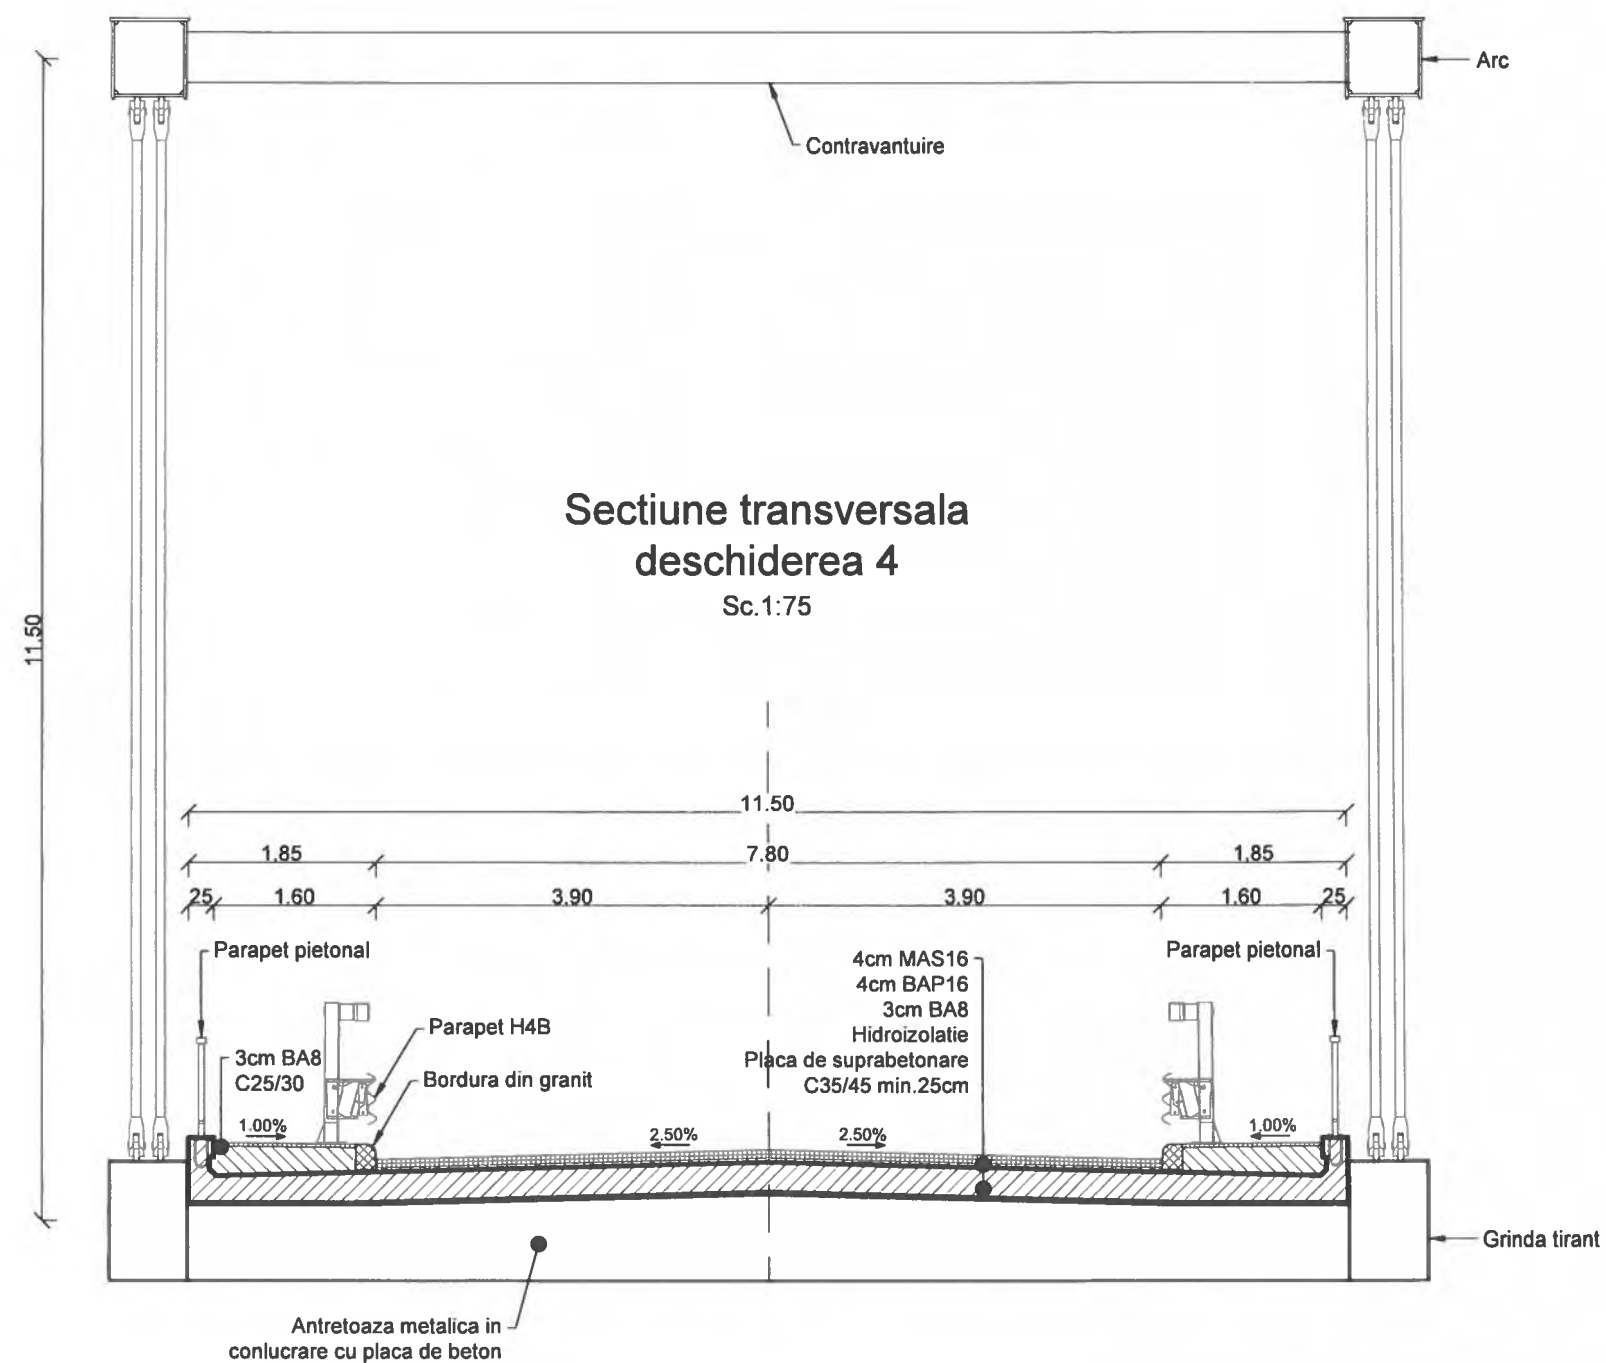 Arc
Contravantuire
Sectiune transversala
deschiderea 4
Sc.1:75
11.50
11.50
1.85
7.80
1.85
25
1.60
3.90
3.90
1.60
25
Parapet pietonal
4cm MAS16
4cm BAP16
3cm BA8
Hidroizolatie
Placa de suprabetonare
C35/45 min.25cm
Parapet pietonal
Parapet H4B
3cm BA8
C25/30
Bordura din granit
1.00%
2.50%
2.50%
1.00%
Grinda tirant
Antretoaza metalica in
conlucrare cu placa de beton